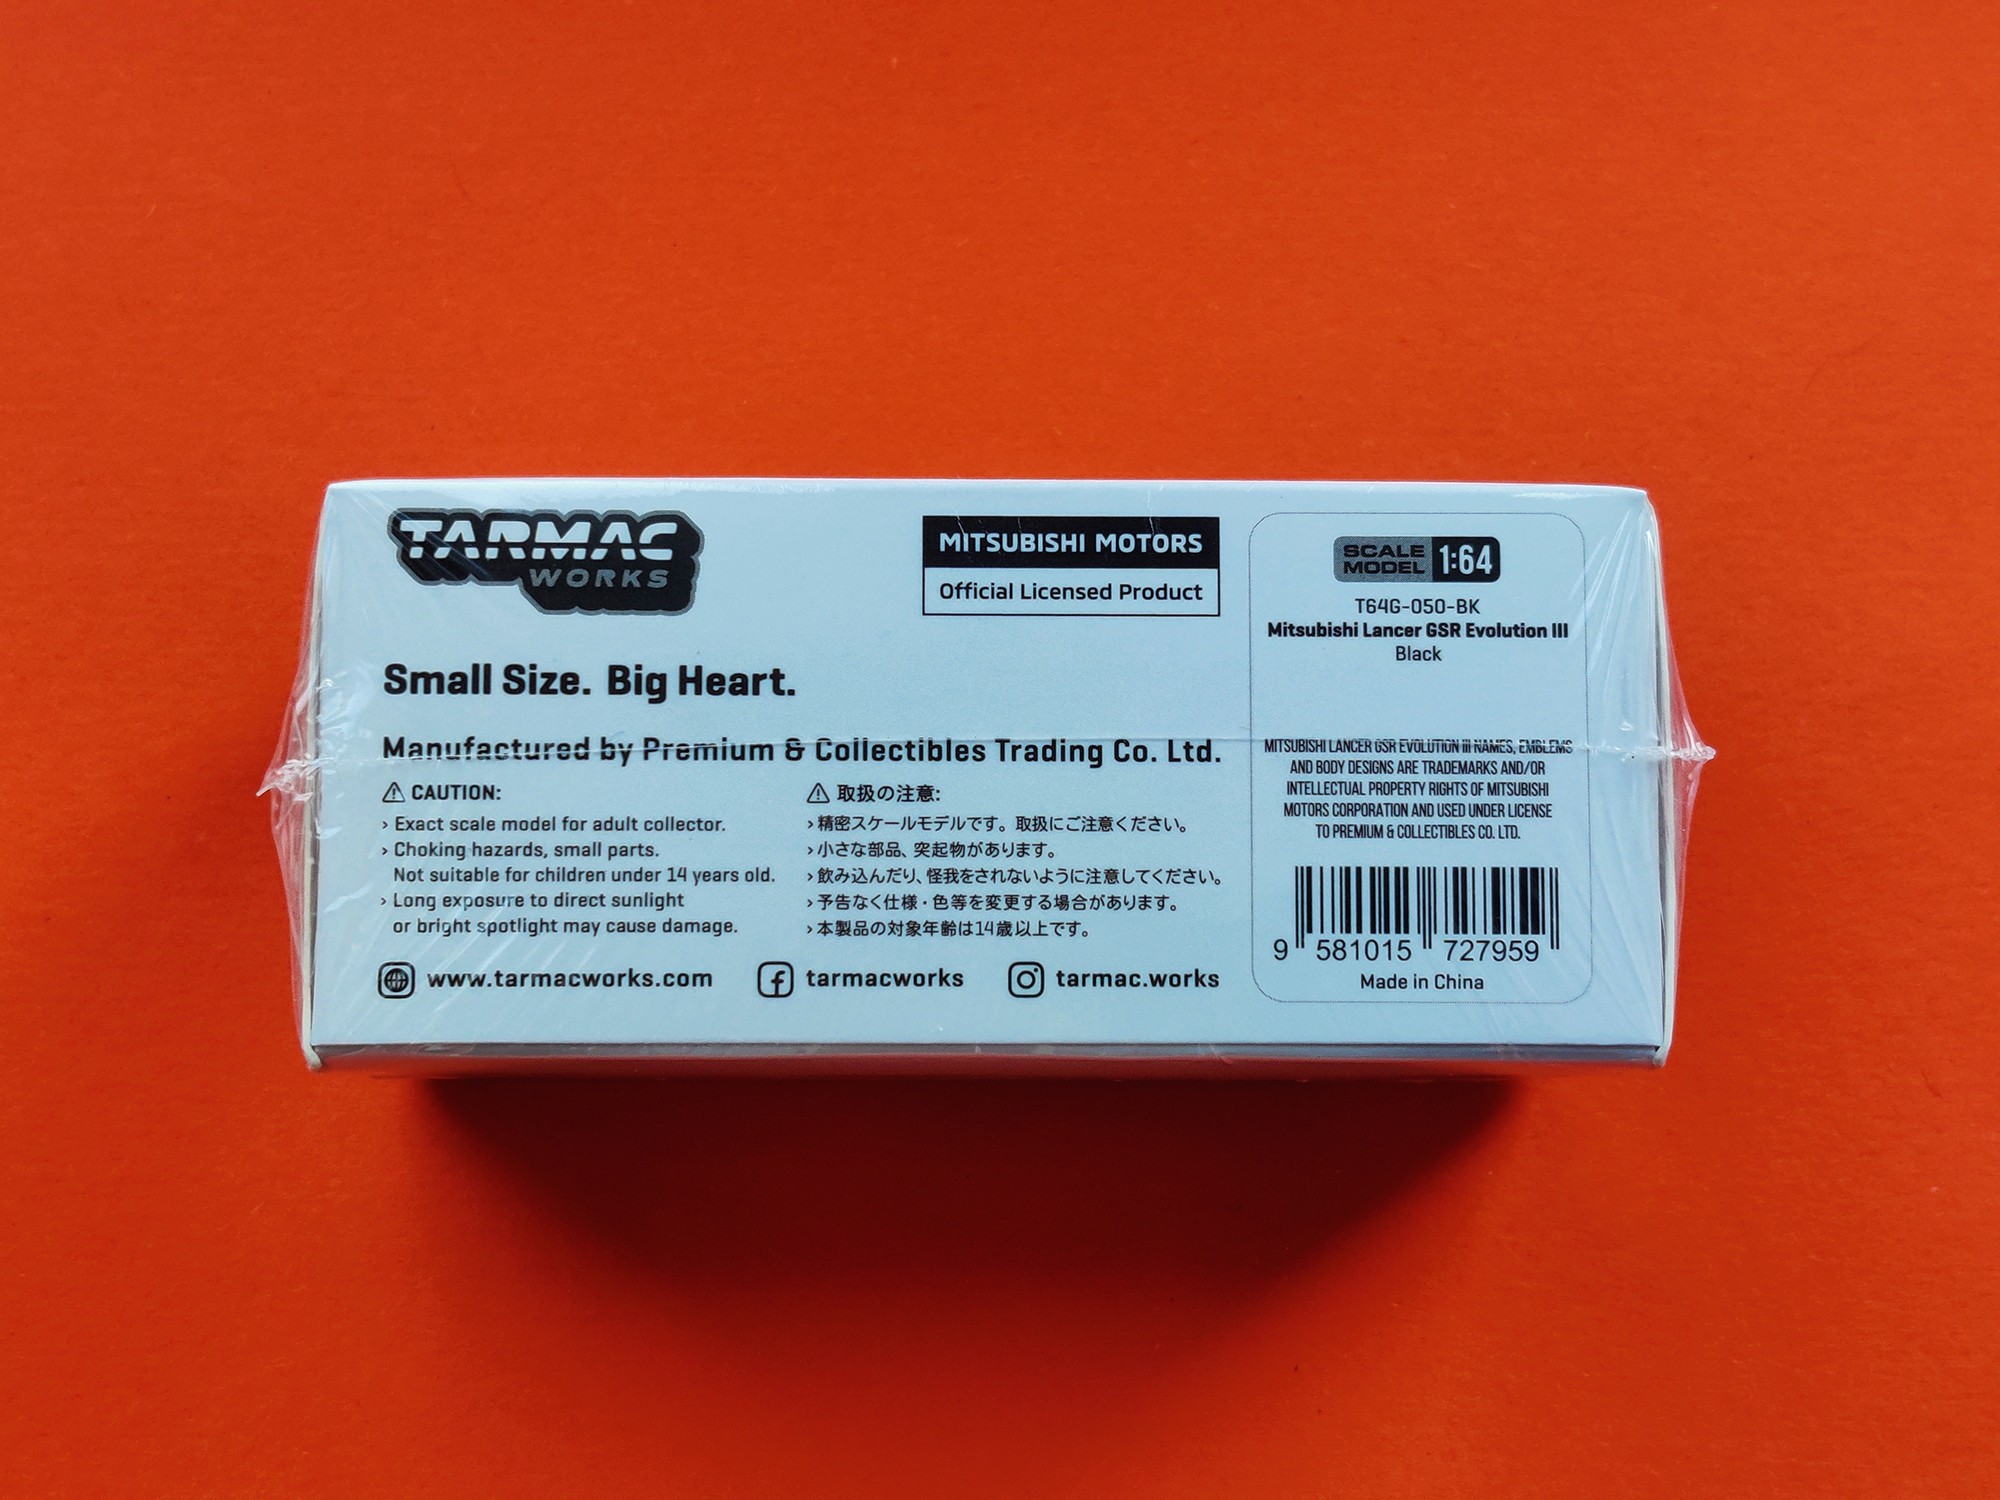 TARMAC
WORKS
Small Size. Big Heart.
MITSUBISHI MOTORS
Official Licensed Product
Manufactured by Premium & Collectibles Trading Co. Ltd.
⚠ CAUTION:
› Exact scale model for adult collector.
› Choking hazards, small parts.
Not suitable for children under 14 years old.
› Long exposure to direct sunlight
or bright spotlight may cause damage.
⚠ 取扱の注意:
› 精密スケールモデルです。取扱にご注意ください。
› 小さな部品、突起物があります。
› 飲み込んだり、怪我をされないように注意してください。
› 予告なく仕様・色等を変更する場合があります。
› 本製品の対象年齢は14歳以上です。
www.tarmacworks.com
tarmacworks
tarmac.works
SCALE
MODEL 1:64
T64G-050-BK
Mitsubishi Lancer GSR Evolution III
Black
MITSUBISHI LANCER GSR EVOLUTION III NAMES, EMBLEMS
AND BODY DESIGNS ARE TRADEMARKS AND/OR
INTELLECTUAL PROPERTY RIGHTS OF MITSUBISHI
MOTORS CORPORATION AND USED UNDER LICENSE
TO PREMIUM & COLLECTIBLES CO. LTD.
9 581015 727959
Made in China